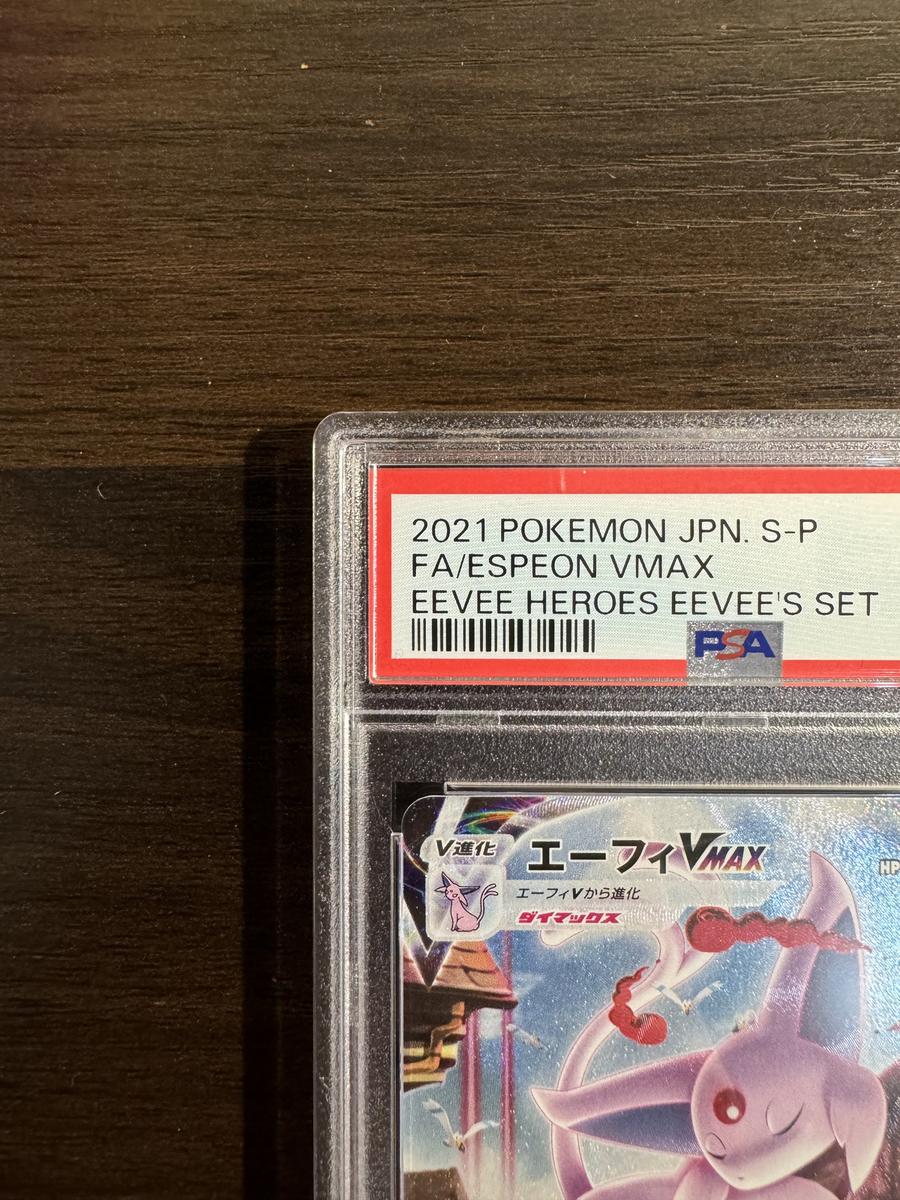 2021 POKEMON JPN. S-P
FA/ESPEON VMAX
EEVEE HEROES EEVEE'S SET
PSA
V進化
エーフィVMAX
HP
エーフィVから進化
ダイマックス